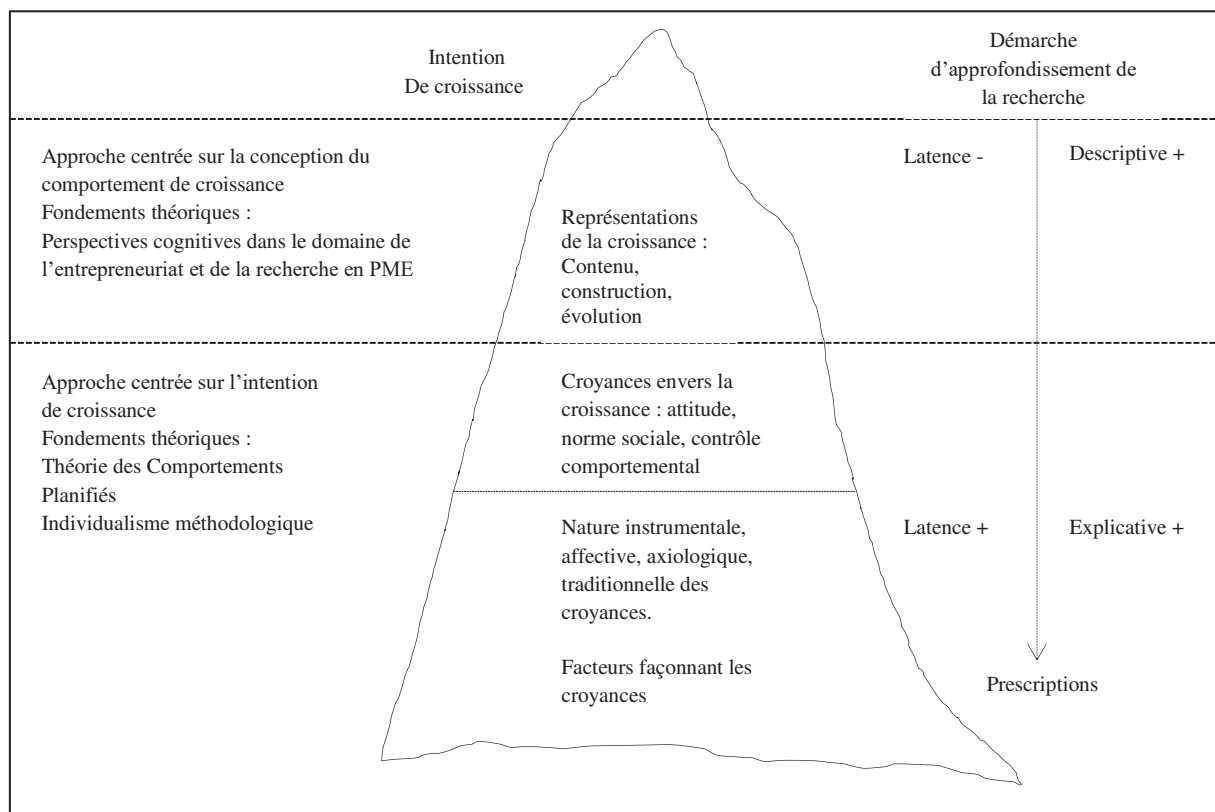 Intention
De croissance
Démarche
d’approfondissement de
la recherche
Approche centrée sur la conception du
comportement de croissance
Fondements théoriques :
Perspectives cognitives dans le domaine de
l’entrepreneuriat et de la recherche en PME
Représentations
de la croissance :
Contenu,
construction,
évolution
Latence -
Descriptive +
Approche centrée sur l’intention
de croissance
Fondements théoriques :
Théorie des Comportements
Planifiés
Individualisme méthodologique
Croyances envers la
croissance : attitude,
norme sociale, contrôle
comportemental
Nature instrumentale,
affective, axiologique,
traditionnelle des
croyances.
Facteurs façonnant les
croyances
Latence +
Explicative +
Prescriptions